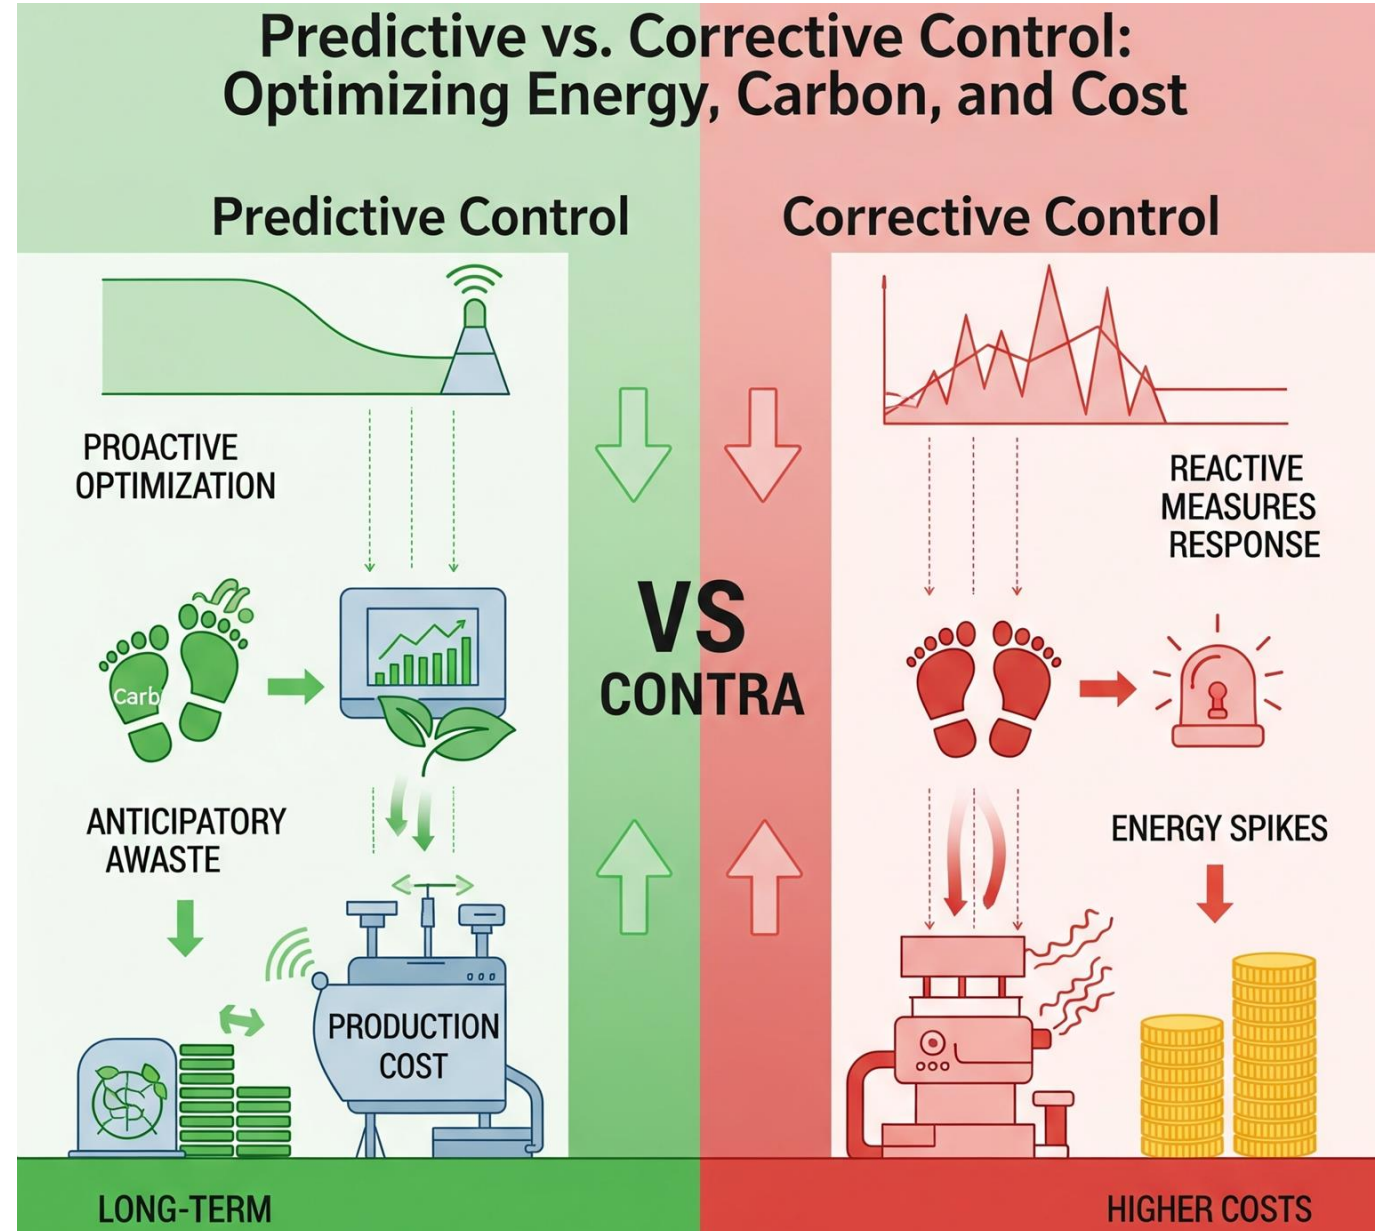 Predictive vs. Corrective Control:
Optimizing Energy, Carbon, and Cost
Predictive Control
Corrective Control
PROACTIVE
OPTIMIZATION
REACTIVE
MEASURES
RESPONSE
VS
CONTRA
Carb
ANTICIPATORY
AWASTE
ENERGY SPIKES
PRODUCTION
COST
$
LONG-TERM
HIGHER COSTS